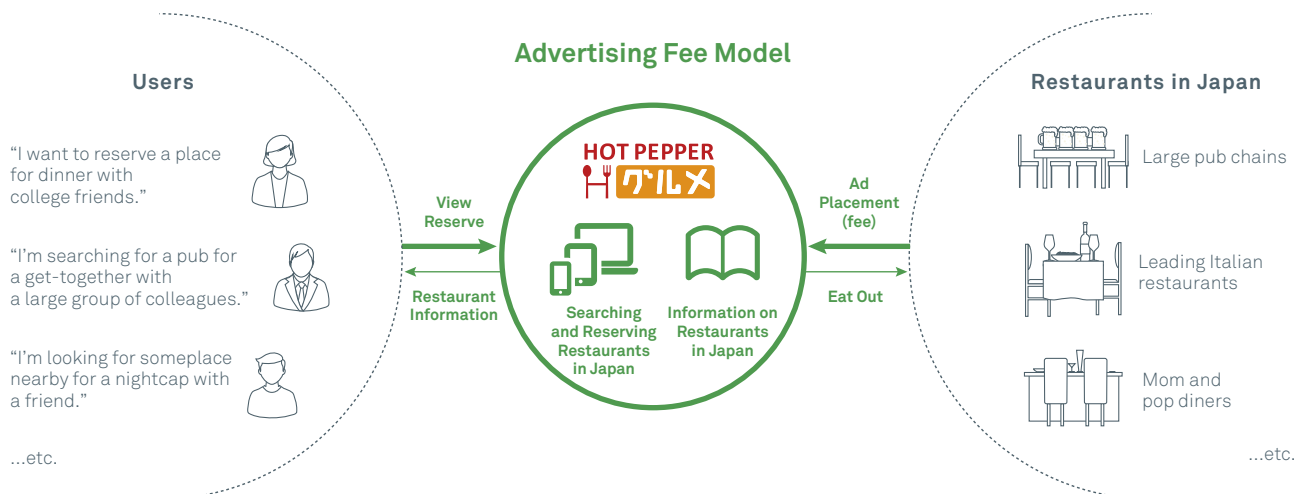 Advertising Fee Model
Users
“I want to reserve a place
for dinner with
college friends.”
“I’m searching for a pub for
a get-together with
a large group of colleagues.”
“I’m looking for someplace
nearby for a nightcap with
a friend.”
...etc.
View
Reserve
Restaurant
Information
HOT PEPPER
グルメ
Searching
and Reserving
Restaurants
in Japan
Information on
Restaurants
in Japan
Ad
Placement
(fee)
Eat Out
Restaurants in Japan
Large pub chains
Leading Italian
restaurants
Mom and
pop diners
...etc.